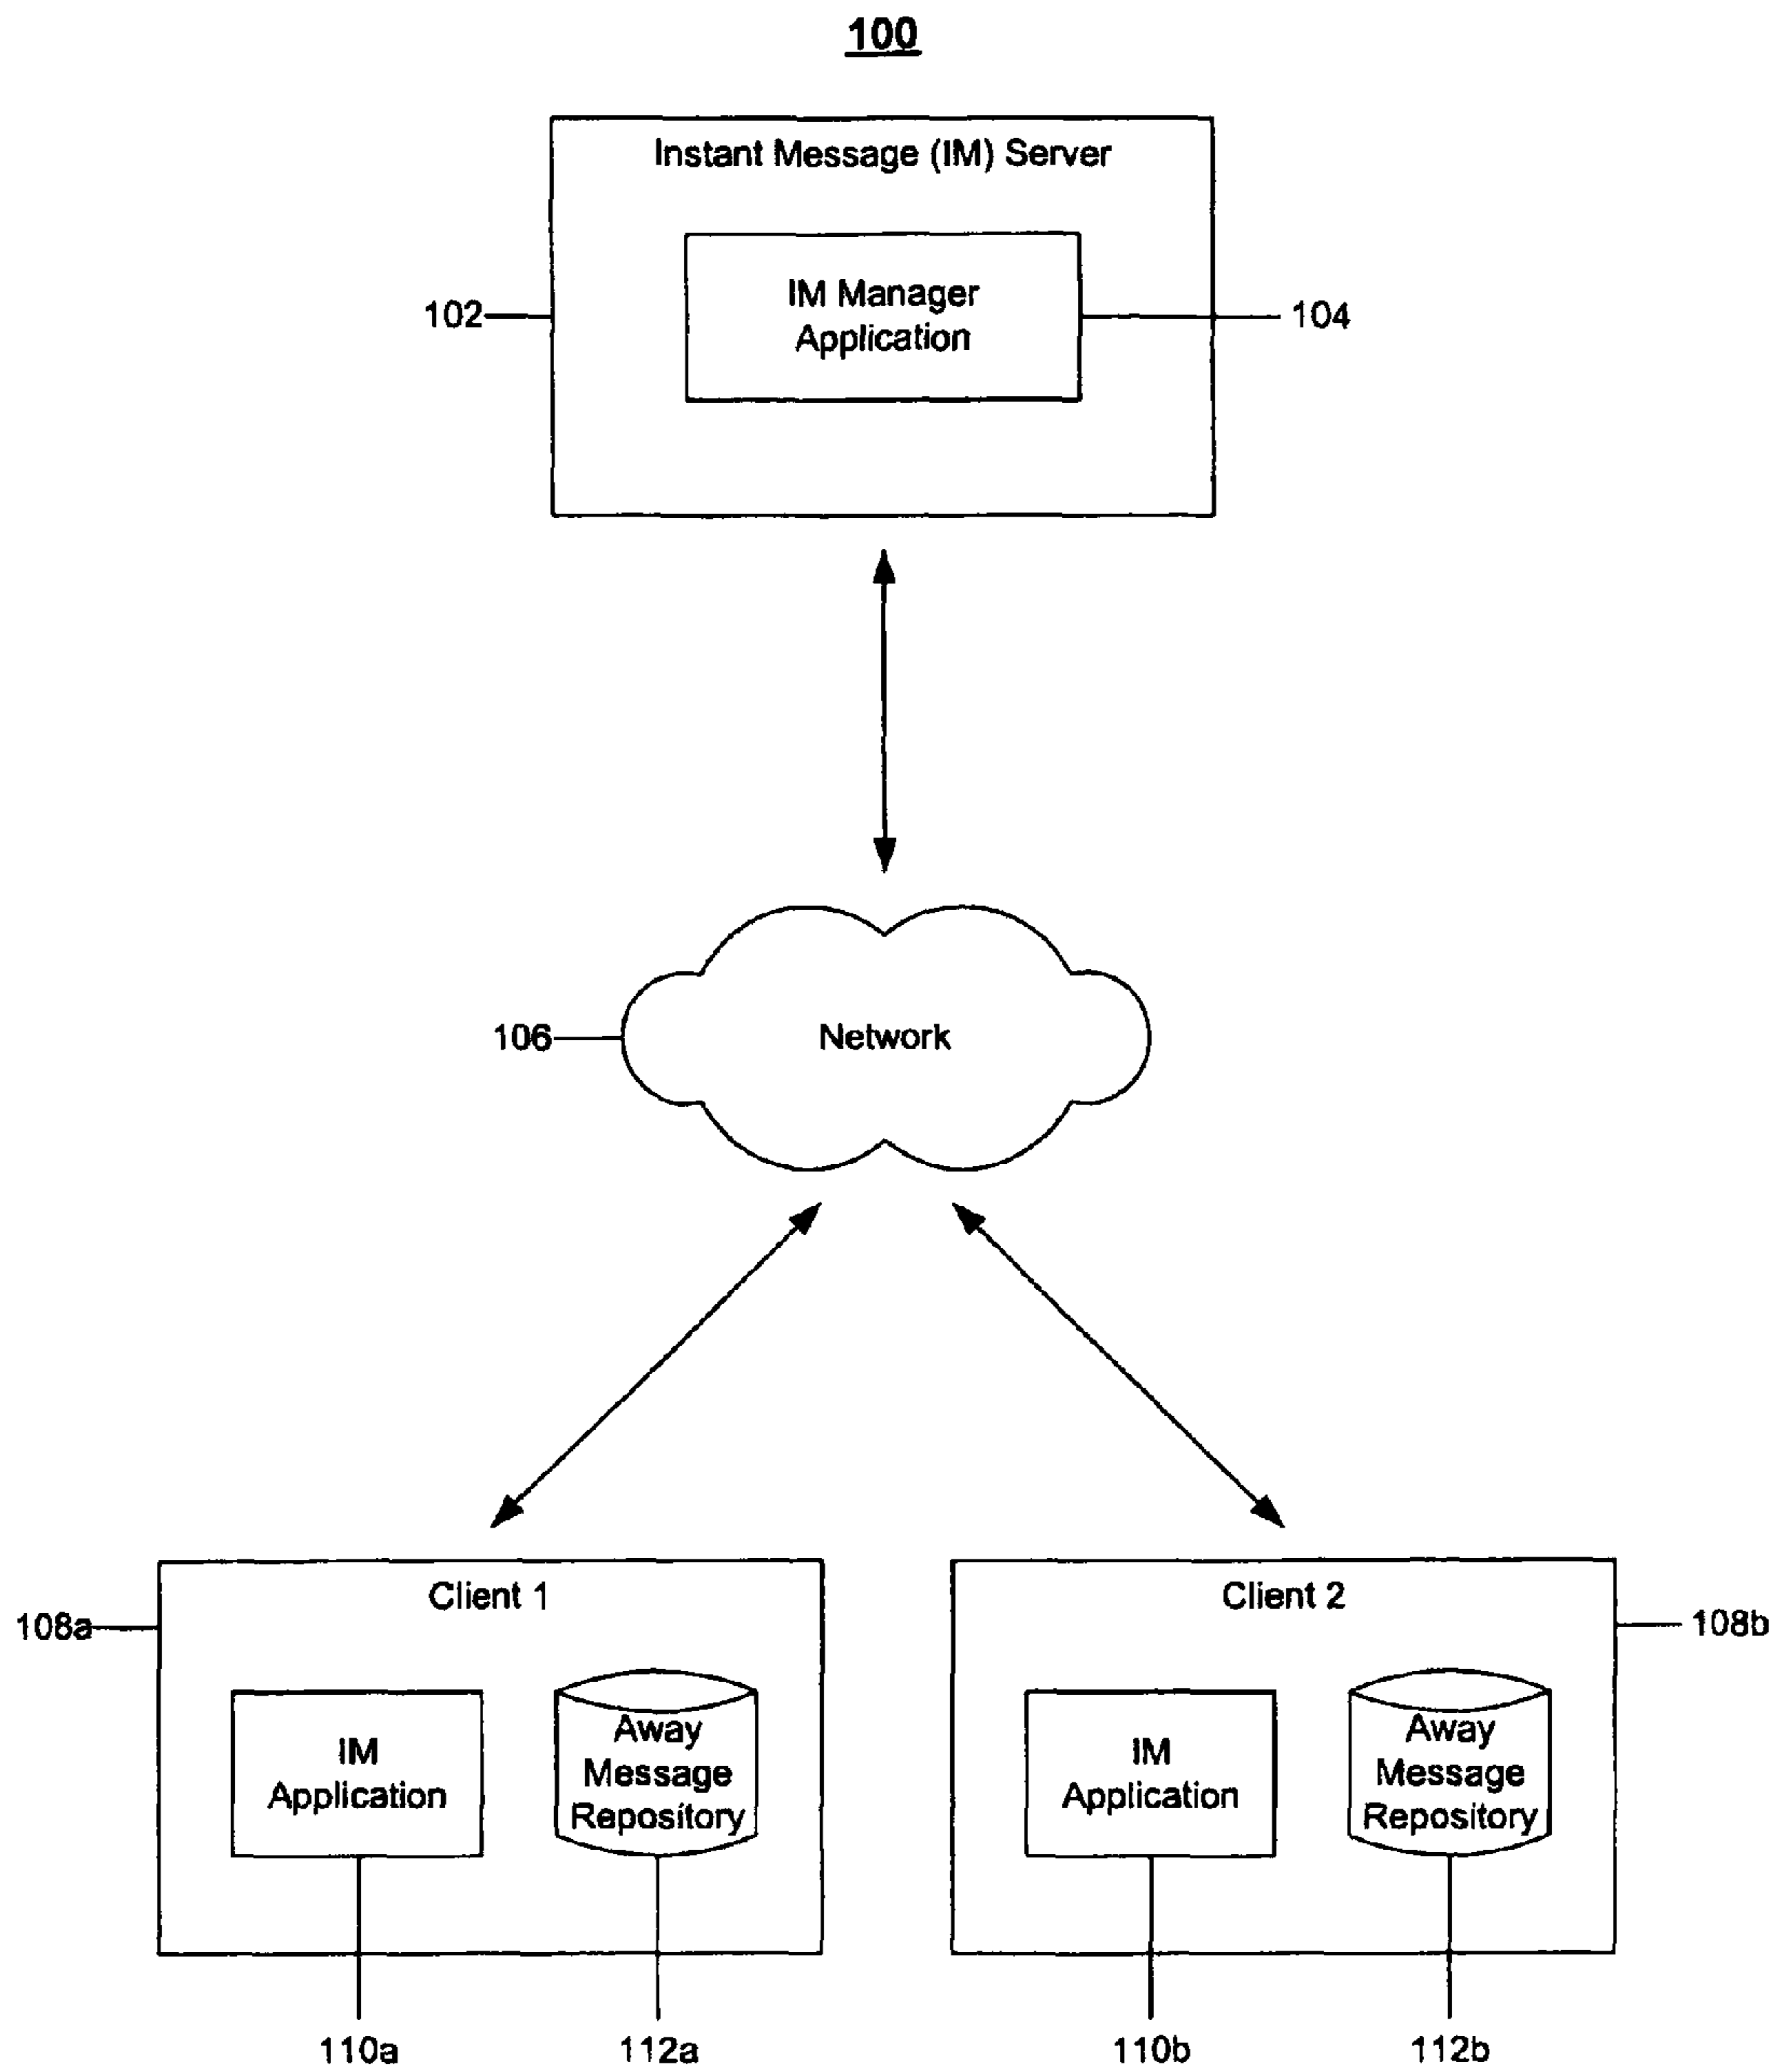 100
Instant Message (IM) Server
IM Manager
Application
102
104
106
Network
Client 1
Client 2
108a
108b
IM
Application
Away
Message
Repository
IM
Application
Away
Message
Repository
110a
112a
110b
112b